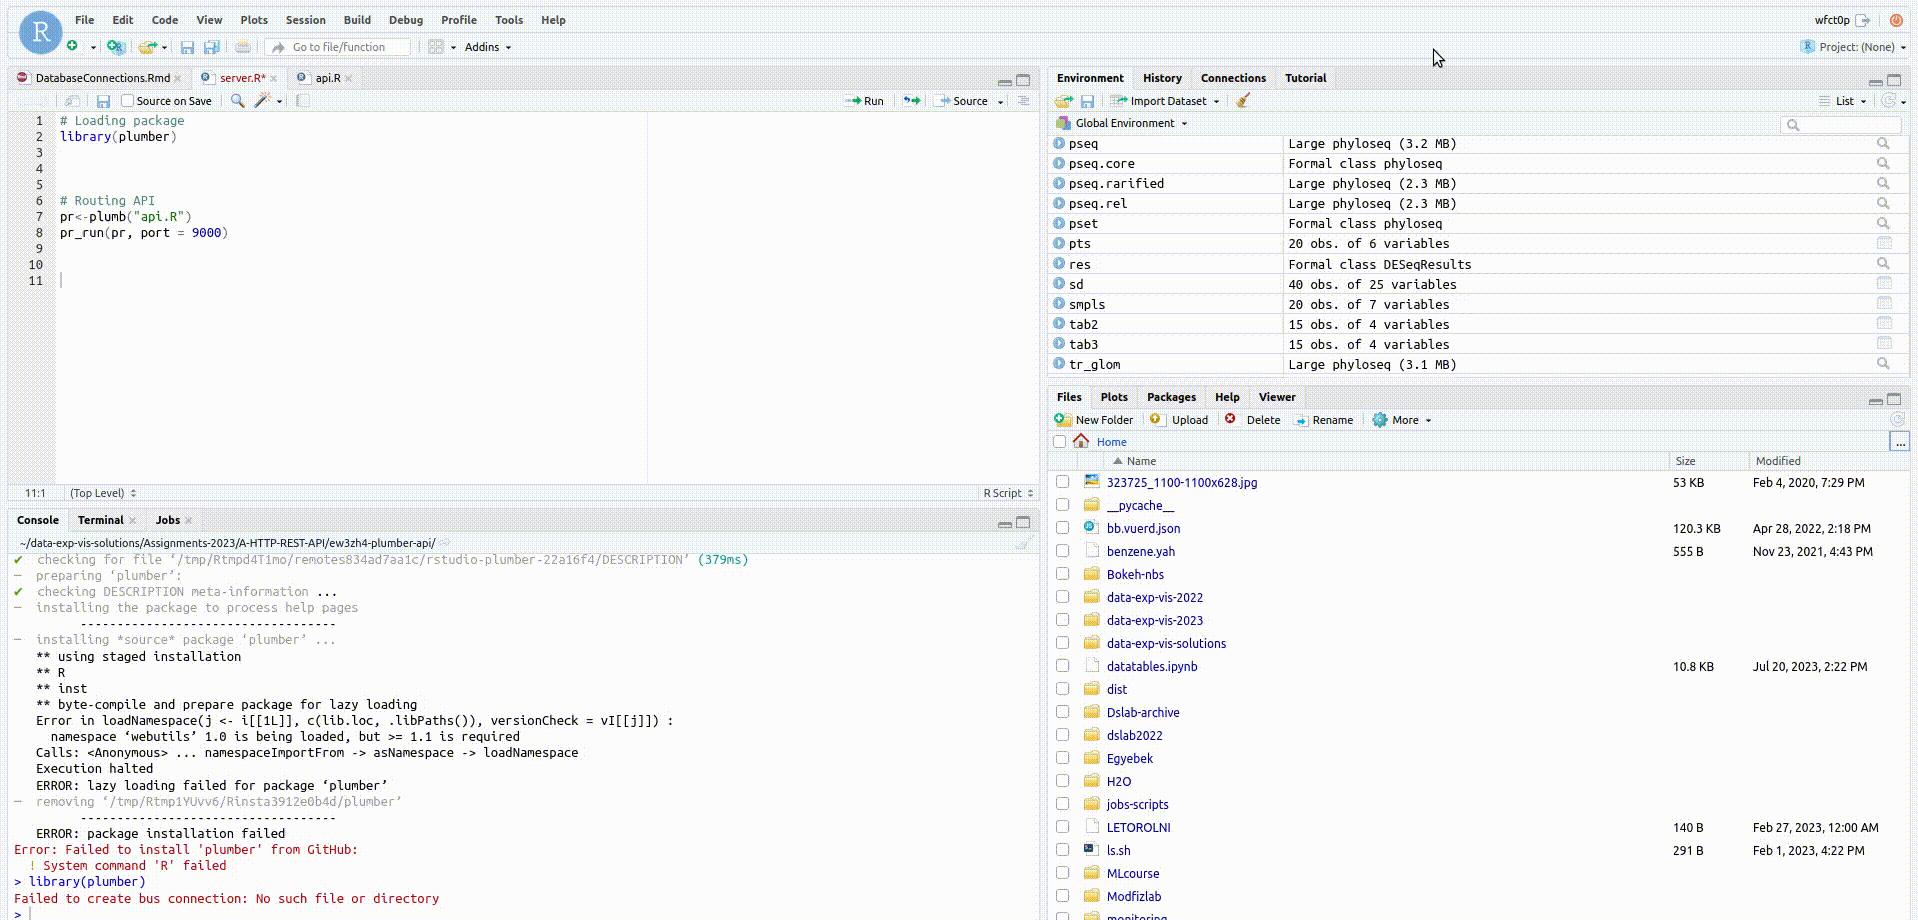 File Edit Code View Plots Session Build Debug Profile Tools Help
wfct0p
Go to file/function Addins
Project: (None)
DatabaseConnections.Rmd server.R* api.R
Source on Save Run Source
1 # Loading package
2 library(plumber)
3
4
5
6 # Routing API
7 pr<-plumb("api.R")
8 pr_run(pr, port = 9000)
9
10
11
11:1 (Top Level) R Script
Console Terminal Jobs
~/data-exp-vis-solutions/Assignments-2023/A-HTTP-REST-API/ew3zh4-plumber-api/
✔ checking for file ‘/tmp/Rtmpd4T1mo/remotes834ad7aa1c/rstudio-plumber-22a16f4/DESCRIPTION’ (379ms)
─ preparing ‘plumber’:
✔ checking DESCRIPTION meta-information ...
─ installing the package to process help pages
-----------------------------------
─ installing *source* package ‘plumber’ ...
** using staged installation
** R
** inst
** byte-compile and prepare package for lazy loading
Error in loadNamespace(j <- i[[1L]], c(lib.loc, .libPaths()), versionCheck = vI[[j]]) :
namespace ‘webutils’ 1.0 is being loaded, but >= 1.1 is required
Calls: <Anonymous> ... namespaceImportFrom -> asNamespace -> loadNamespace
Execution halted
ERROR: lazy loading failed for package ‘plumber’
─ removing ‘/tmp/Rtmp1YUvv6/Rinsta3912e0b4d/plumber’
-----------------------------------
ERROR: package installation failed
Error: Failed to install 'plumber' from GitHub:
! System command 'R' failed
> library(plumber)
Failed to create bus connection: No such file or directory
>
Environment History Connections Tutorial
Import Dataset List
Global Environment
pseq Large phyloseq (3.2 MB)
pseq.core Formal class phyloseq
pseq.rarified Large phyloseq (2.3 MB)
pseq.rel Large phyloseq (2.3 MB)
pset Formal class phyloseq
pts 20 obs. of 6 variables
res Formal class DESeqResults
sd 40 obs. of 25 variables
smpls 20 obs. of 7 variables
tab2 15 obs. of 4 variables
tab3 15 obs. of 4 variables
tr_glom Large phyloseq (3.1 MB)
Files Plots Packages Help Viewer
New Folder Upload Delete Rename More
Home ...
Name Size Modified
323725_1100-1100x628.jpg 53 KB Feb 4, 2020, 7:29 PM
__pycache__
bb.vuerd.json 120.3 KB Apr 28, 2022, 2:18 PM
benzene.yah 555 B Nov 23, 2021, 4:43 PM
Bokeh-nbs
data-exp-vis-2022
data-exp-vis-2023
data-exp-vis-solutions
datatables.ipynb 10.8 KB Jul 20, 2023, 2:22 PM
dist
Dslab-archive
dslab2022
Egyebek
H2O
jobs-scripts
LETOROLNI 140 B Feb 27, 2023, 12:00 AM
ls.sh 291 B Feb 1, 2023, 4:22 PM
MLcourse
Modfizlab
monitoring